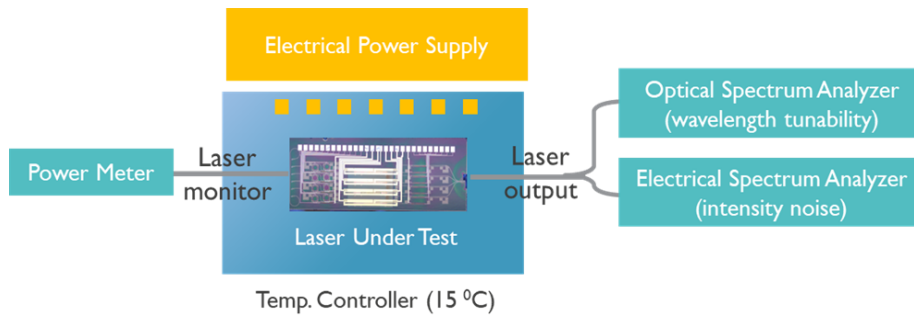 Electrical Power Supply
Optical Spectrum Analyzer
(wavelength tunability)
Power Meter
Laser
monitor
Laser
output
Electrical Spectrum Analyzer
(intensity noise)
Laser Under Test
Temp. Controller (15 ⁰C)